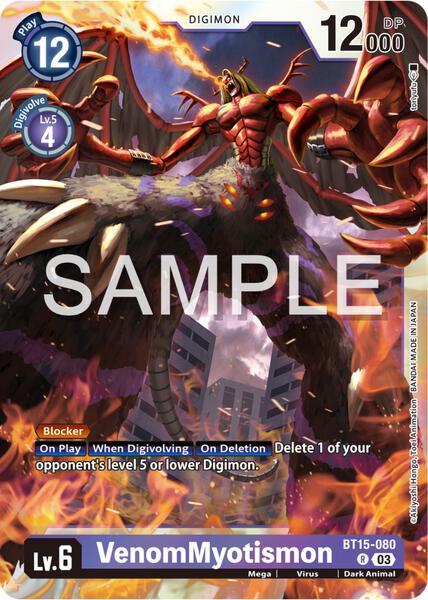 Play
12
DIGIMON
12000
DP
Digivolve
Lv.5
4
tonyufu
SAMPLE
©Akiyoshi Hongo, Toei Animation BANDAI MADE IN JAPAN
Blocker
On Play When Digivolving On Deletion Delete 1 of your
opponent's level 5 or lower Digimon.
Lv.6
VenomMyotismon
BT15-080
R 03
Mega Virus Dark Animal